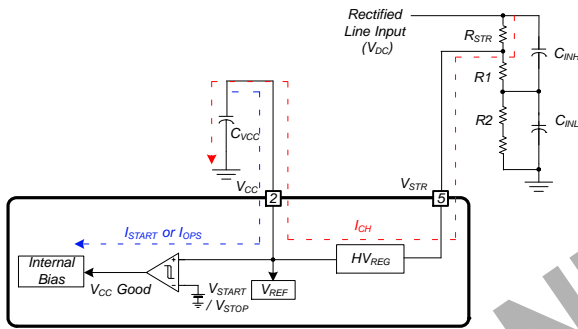 Rectified
Line Input
(VDC)
RSTR
R1
CINH
R2
CINL
CVCC
VCC
2
VSTR
5
ISTART or IOPS
ICH
Internal
Bias
VCC Good
VSTART
/ VSTOP
VREF
HVREG